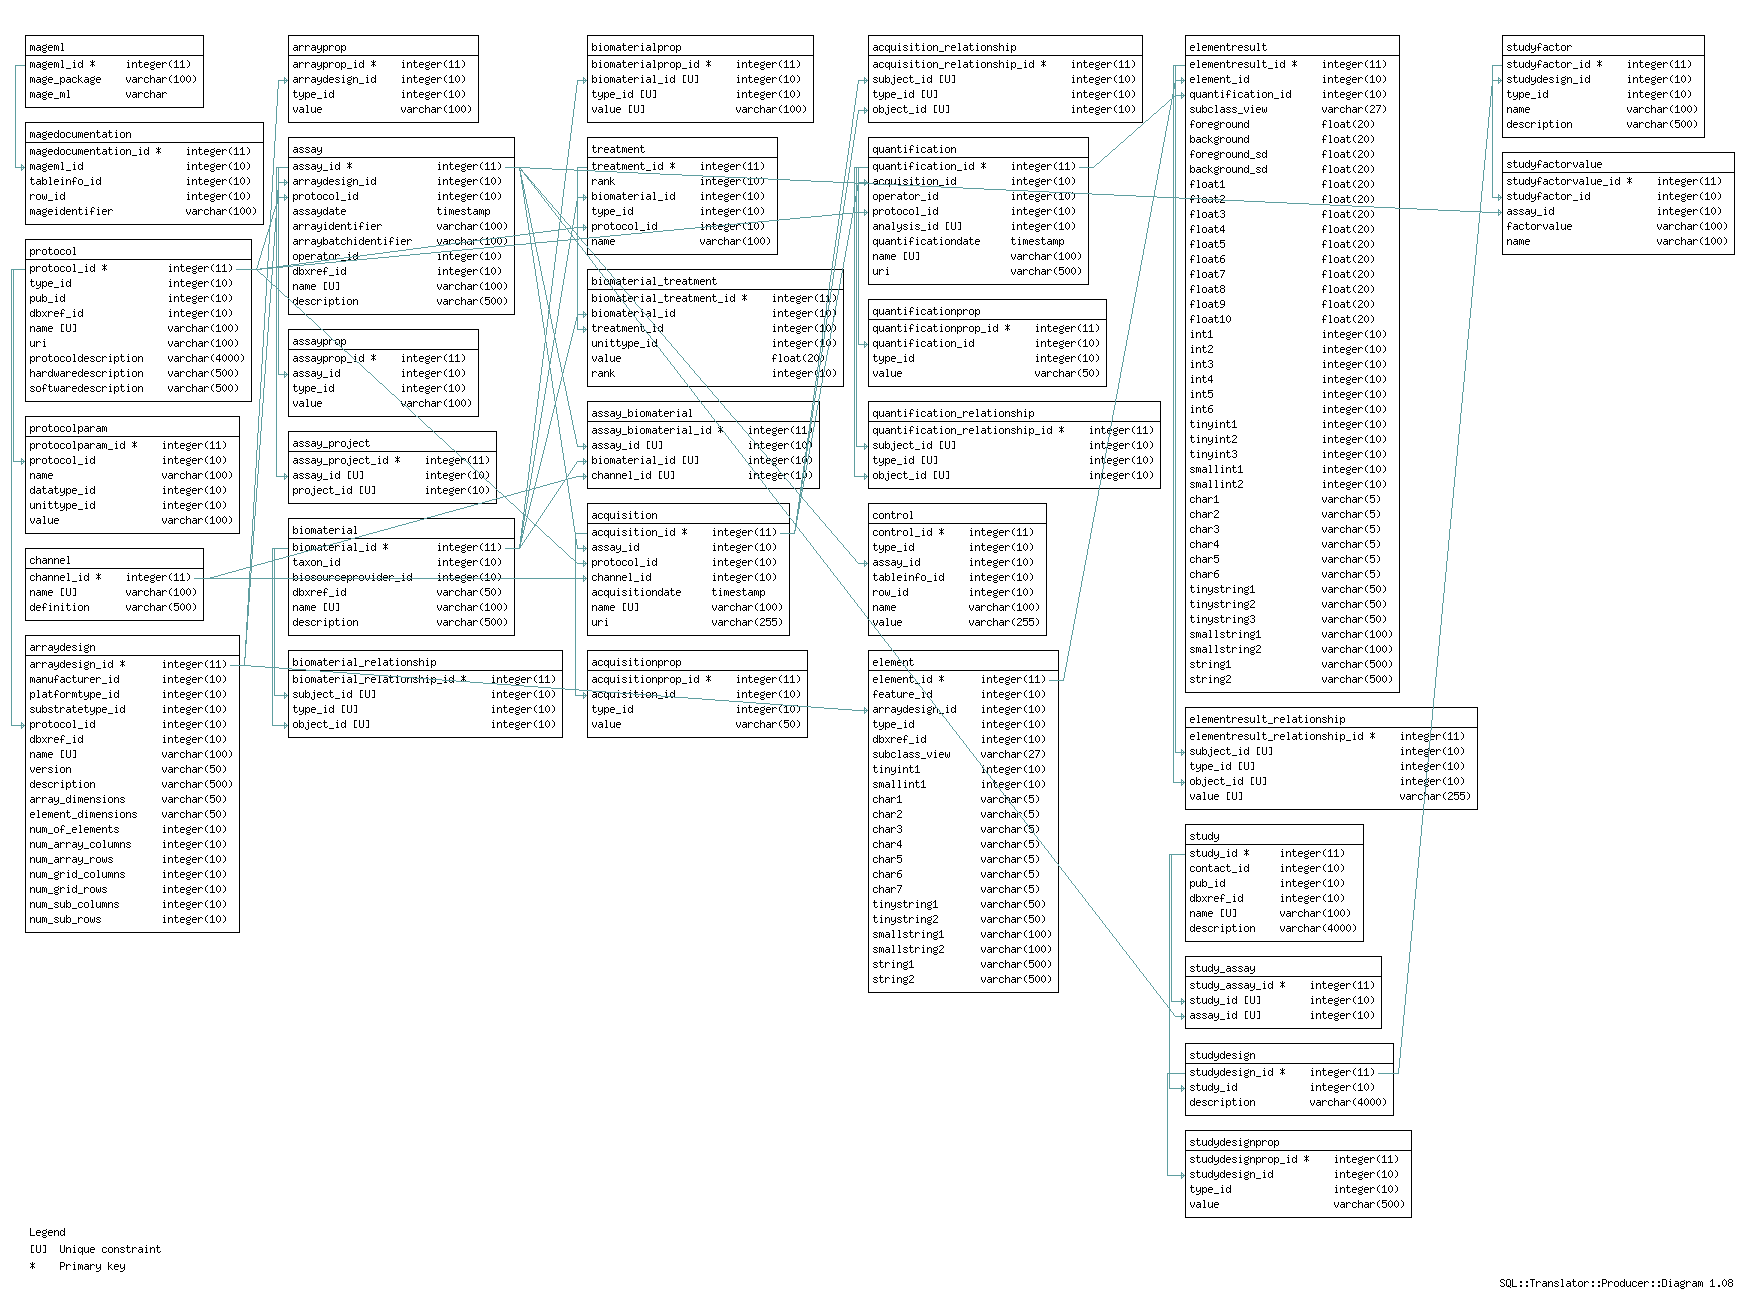 mageml
mageml_id * integer(11)
mage_package varchar(100)
mage_ml varchar
magedocumentation
magedocumentation_id * integer(11)
mageml_id integer(10)
tableinfo_id integer(10)
row_id integer(10)
mageidentifier varchar(100)
protocol
protocol_id * integer(11)
type_id integer(10)
pub_id integer(10)
dbxref_id integer(10)
name [U] varchar(100)
uri varchar(100)
protocoldescription varchar(4000)
hardwaredescription varchar(500)
softwaredescription varchar(500)
protocolparam
protocolparam_id * integer(11)
protocol_id integer(10)
name varchar(100)
datatype_id integer(10)
unittype_id integer(10)
value varchar(100)
channel
channel_id * integer(11)
name [U] varchar(100)
definition varchar(500)
arraydesign
arraydesign_id * integer(11)
manufacturer_id integer(10)
platformtype_id integer(10)
substratetype_id integer(10)
protocol_id integer(10)
dbxref_id integer(10)
name [U] varchar(100)
version varchar(50)
description varchar(500)
array_dimensions varchar(50)
element_dimensions varchar(50)
num_of_elements integer(10)
num_array_columns integer(10)
num_array_rows integer(10)
num_grid_columns integer(10)
num_grid_rows integer(10)
num_sub_columns integer(10)
num_sub_rows integer(10)
arrayprop
arrayprop_id * integer(11)
arraydesign_id integer(10)
type_id integer(10)
value varchar(100)
assay
assay_id * integer(11)
arraydesign_id integer(10)
protocol_id integer(10)
assaydate timestamp
arrayidentifier varchar(100)
arraybatchidentifier varchar(100)
operator_id integer(10)
dbxref_id integer(10)
name [U] varchar(100)
description varchar(500)
assayprop
assayprop_id * integer(11)
assay_id integer(10)
type_id integer(10)
value varchar(100)
assay_project
assay_project_id * integer(11)
assay_id [U] integer(10)
project_id [U] integer(10)
biomaterial
biomaterial_id * integer(11)
taxon_id integer(10)
biosourceprovider_id integer(10)
dbxref_id varchar(50)
name [U] varchar(100)
description varchar(500)
biomaterial_relationship
biomaterial_relationship_id * integer(11)
subject_id [U] integer(10)
type_id [U] integer(10)
object_id [U] integer(10)
biomaterialprop
biomaterialprop_id * integer(11)
biomaterial_id [U] integer(10)
type_id [U] integer(10)
value [U] varchar(100)
treatment
treatment_id * integer(11)
rank integer(10)
biomaterial_id integer(10)
type_id integer(10)
protocol_id integer(10)
name varchar(100)
biomaterial_treatment
biomaterial_treatment_id * integer(11)
biomaterial_id integer(10)
treatment_id integer(10)
unittype_id integer(10)
value float(20)
rank integer(10)
assay_biomaterial
assay_biomaterial_id * integer(11)
assay_id [U] integer(10)
biomaterial_id [U] integer(10)
channel_id [U] integer(10)
acquisition
acquisition_id * integer(11)
assay_id integer(10)
protocol_id integer(10)
channel_id integer(10)
acquisitiondate timestamp
name [U] varchar(100)
uri varchar(255)
acquisitionprop
acquisitionprop_id * integer(11)
acquisition_id integer(10)
type_id integer(10)
value varchar(50)
acquisition_relationship
acquisition_relationship_id * integer(11)
subject_id [U] integer(10)
type_id [U] integer(10)
object_id [U] integer(10)
quantification
quantification_id * integer(11)
acquisition_id integer(10)
operator_id integer(10)
protocol_id integer(10)
analysis_id [U] integer(10)
quantificationdate timestamp
name [U] varchar(100)
uri varchar(500)
quantificationprop
quantificationprop_id * integer(11)
quantification_id integer(10)
type_id integer(10)
value varchar(50)
quantification_relationship
quantification_relationship_id * integer(11)
subject_id [U] integer(10)
type_id [U] integer(10)
object_id [U] integer(10)
control
control_id * integer(11)
type_id integer(10)
assay_id integer(10)
tableinfo_id integer(10)
row_id integer(10)
name varchar(100)
value varchar(255)
element
element_id * integer(11)
feature_id integer(10)
arraydesign_id integer(10)
type_id integer(10)
dbxref_id integer(10)
subclass_view varchar(27)
tinyint1 integer(10)
smallint1 integer(10)
char1 varchar(5)
char2 varchar(5)
char3 varchar(5)
char4 varchar(5)
char5 varchar(5)
char6 varchar(5)
char7 varchar(5)
tinystring1 varchar(50)
tinystring2 varchar(50)
smallstring1 varchar(100)
smallstring2 varchar(100)
string1 varchar(500)
string2 varchar(500)
elementresult
elementresult_id * integer(11)
element_id integer(10)
quantification_id integer(10)
subclass_view varchar(27)
foreground float(20)
background float(20)
foreground_sd float(20)
background_sd float(20)
float1 float(20)
float2 float(20)
float3 float(20)
float4 float(20)
float5 float(20)
float6 float(20)
float7 float(20)
float8 float(20)
float9 float(20)
float10 float(20)
int1 integer(10)
int2 integer(10)
int3 integer(10)
int4 integer(10)
int5 integer(10)
int6 integer(10)
tinyint1 integer(10)
tinyint2 integer(10)
tinyint3 integer(10)
smallint1 integer(10)
smallint2 integer(10)
char1 varchar(5)
char2 varchar(5)
char3 varchar(5)
char4 varchar(5)
char5 varchar(5)
char6 varchar(5)
tinystring1 varchar(50)
tinystring2 varchar(50)
tinystring3 varchar(50)
smallstring1 varchar(100)
smallstring2 varchar(100)
string1 varchar(500)
string2 varchar(500)
elementresult_relationship
elementresult_relationship_id * integer(11)
subject_id [U] integer(10)
type_id [U] integer(10)
object_id [U] integer(10)
value [U] varchar(255)
study
study_id * integer(11)
contact_id integer(10)
pub_id integer(10)
dbxref_id integer(10)
name [U] varchar(100)
description varchar(4000)
study_assay
study_assay_id * integer(11)
study_id [U] integer(10)
assay_id [U] integer(10)
studydesign
studydesign_id * integer(11)
study_id integer(10)
description varchar(4000)
studydesignprop
studydesignprop_id * integer(11)
studydesign_id integer(10)
type_id integer(10)
value varchar(500)
studyfactor
studyfactor_id * integer(11)
studydesign_id integer(10)
type_id integer(10)
name varchar(100)
description varchar(500)
studyfactorvalue
studyfactorvalue_id * integer(11)
studyfactor_id integer(10)
assay_id integer(10)
factorvalue varchar(100)
name varchar(100)
Legend
[U] Unique constraint
* Primary key
SQL::Translator::Producer::Diagram 1.08